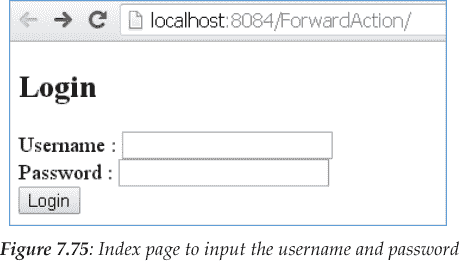 localhost:8084/ForwardAction/
Login
Username :
Password :
Login
Figure 7.75: Index page to input the username and password